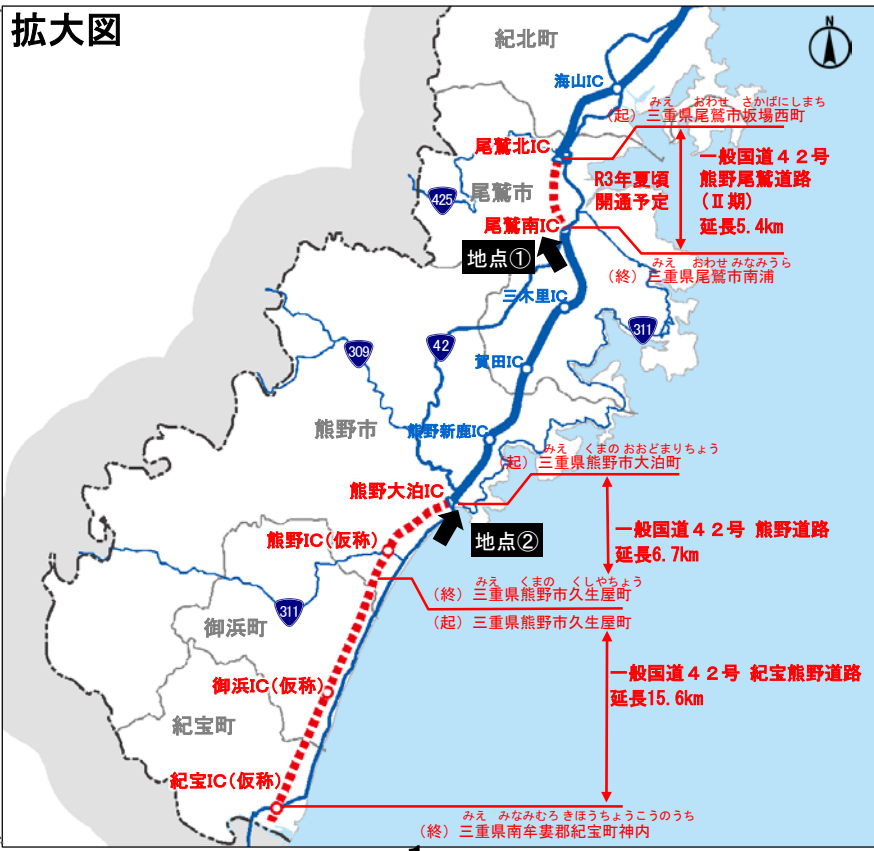 拡大図
N
紀北町
海山IC
みえ おわせ さかばにしまち
(起) 三重県尾鷲市坂場西町
尾鷲北IC
一般国道42号
熊野尾鷲道路
(Ⅱ期)
延長5.4km
R3年夏頃
開通予定
尾鷲市
425
尾鷲南IC
地点①
みえ おわせ みなみうら
(終) 三重県尾鷲市南浦
三木里IC
311
42
309
賀田IC
熊野市
熊野新鹿IC
みえ くまの おおどまりちょう
(起) 三重県熊野市大泊町
熊野大泊IC
地点②
一般国道42号 熊野道路
延長6.7km
熊野IC(仮称)
みえ くまの くしやちょう
(終) 三重県熊野市久生屋町
(起) 三重県熊野市久生屋町
311
御浜町
一般国道42号 紀宝熊野道路
延長15.6km
御浜IC(仮称)
紀宝町
紀宝IC(仮称)
みえ みなみむろ きほうちょうこうのうち
(終) 三重県南牟婁郡紀宝町神内